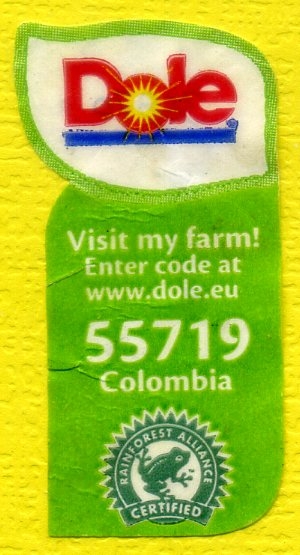 Dole
Visit my farm!
Enter code at
www.dole.eu
55719
Colombia
RAINFOREST ALLIANCE
CERTIFIED